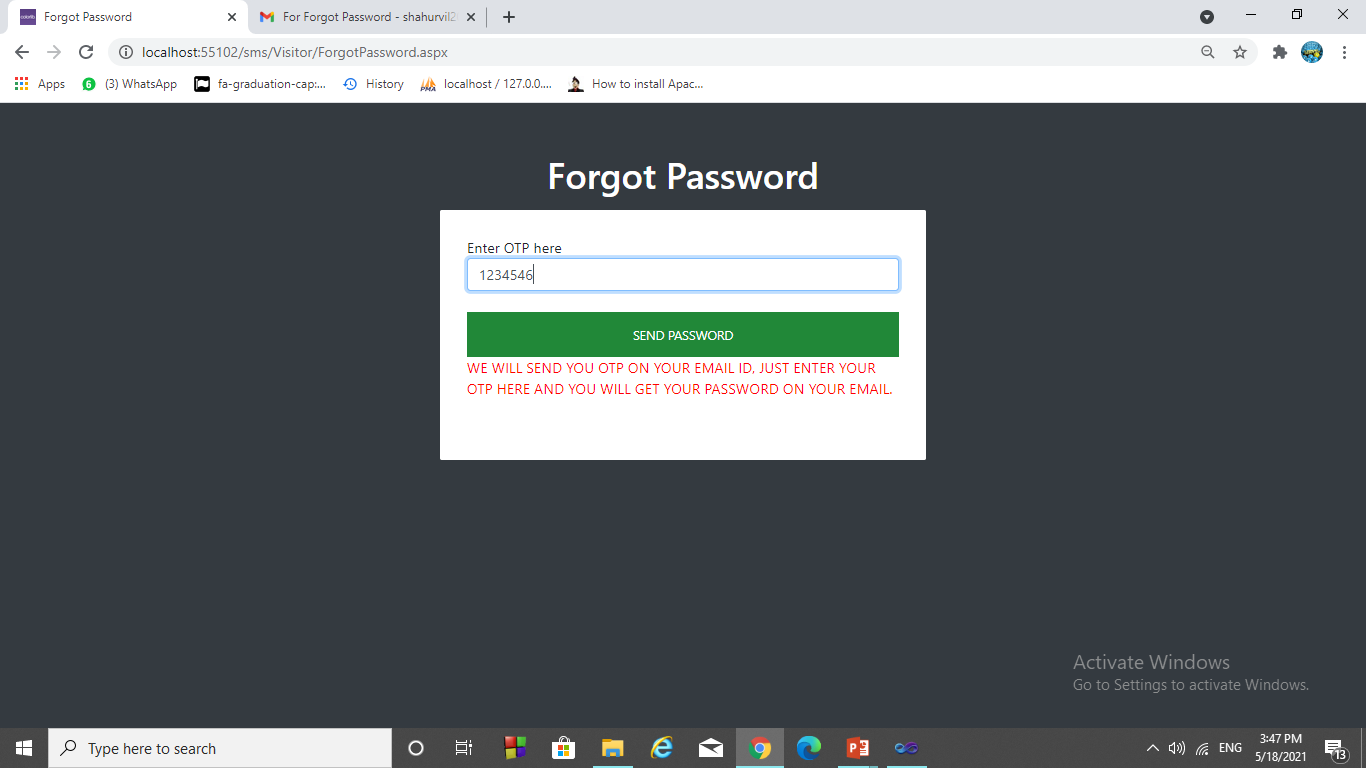 Forgot Password
For Forgot Password - shahurvil2
localhost:55102/sms/Visitor/ForgotPassword.aspx
Apps
6
(3) WhatsApp
fa-graduation-cap:...
History
PMA
localhost / 127.0.0....
How to install Apac...
Forgot Password
Enter OTP here
1234546
SEND PASSWORD
WE WILL SEND YOU OTP ON YOUR EMAIL ID, JUST ENTER YOUR
OTP HERE AND YOU WILL GET YOUR PASSWORD ON YOUR EMAIL.
Activate Windows
Go to Settings to activate Windows.
Type here to search
ENG
3:47 PM
5/18/2021
13